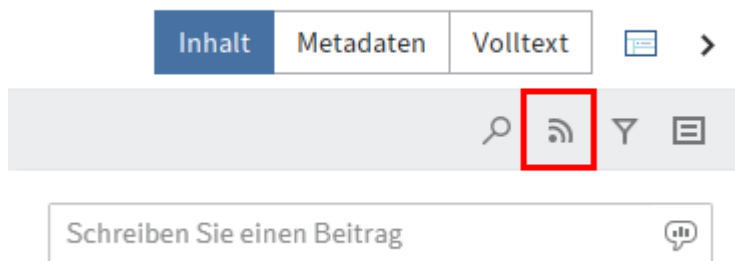 Inhalt Metadaten Volltext
Schreiben Sie einen Beitrag